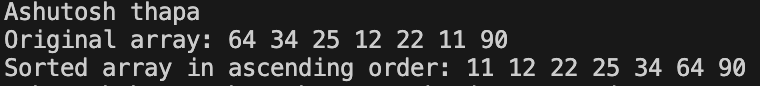 Ashutosh thapa
Original array: 64 34 25 12 22 11 90
Sorted array in ascending order: 11 12 22 25 34 64 90